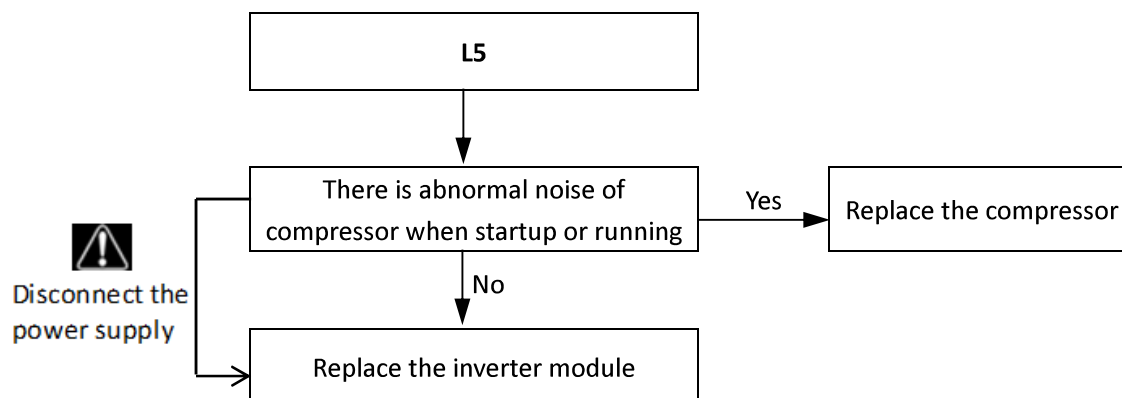 L5
There is abnormal noise of
compressor when startup or running
Yes
Replace the compressor
No
Disconnect the
power supply
Replace the inverter module